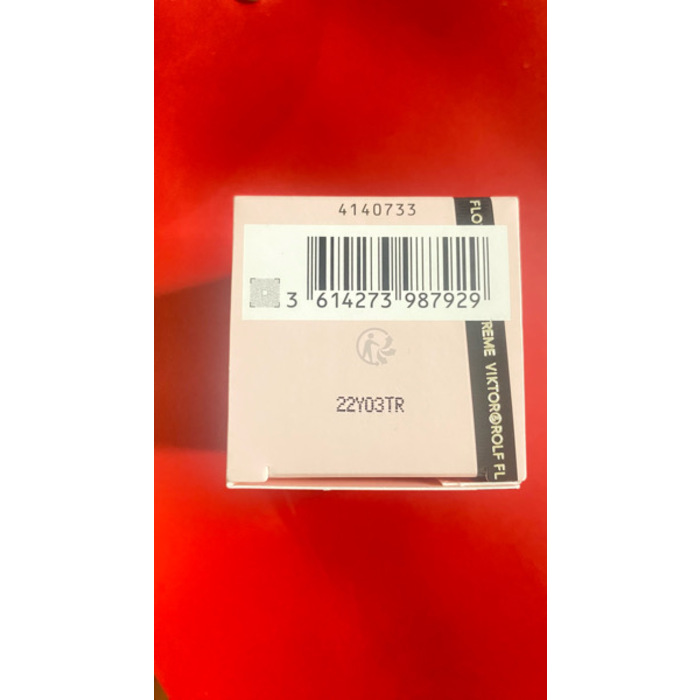 4140733
FLO
3 614273 987929
REME VIKTOR&ROLF FL
22Y03TR